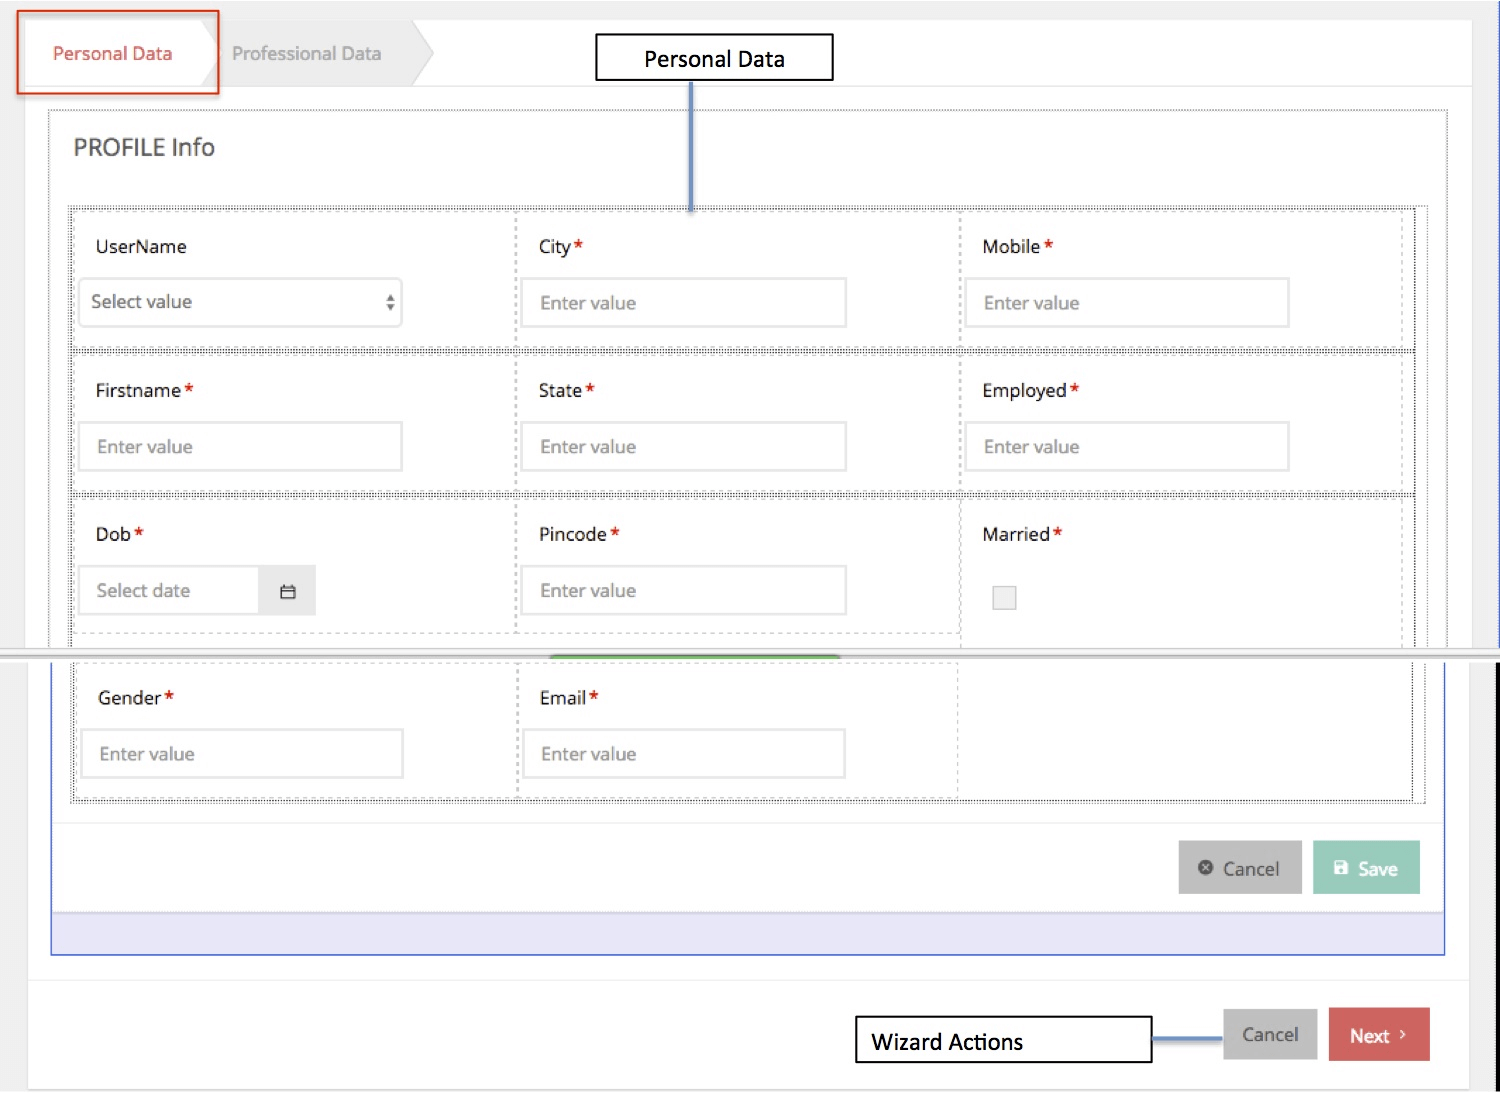 Personal Data
Professional Data
Personal Data
PROFILE Info
UserName
City*
Mobile*
Select value
Enter value
Enter value
Firstname*
State*
Employed*
Enter value
Enter value
Enter value
Dob*
Pincode*
Married*
Select date
Enter value
Gender*
Email*
Enter value
Enter value
Cancel
Save
Wizard Actions
Cancel
Next >